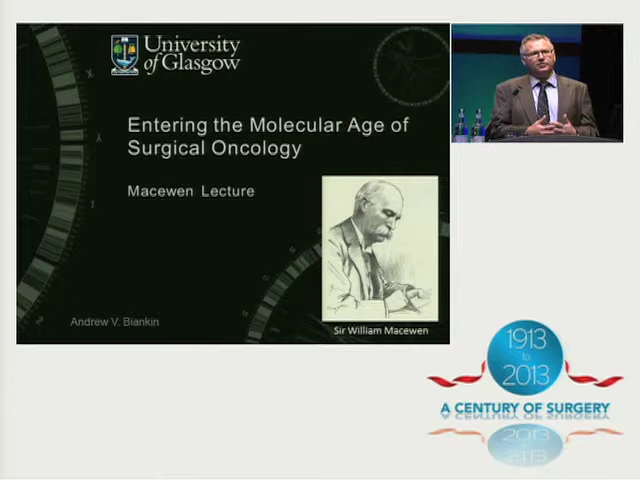 University
of Glasgow
Entering the Molecular Age of
Surgical Oncology
Macewen Lecture
Andrew V. Biankin
Sir William Macewen
1913
to
2013
A CENTURY OF SURGERY